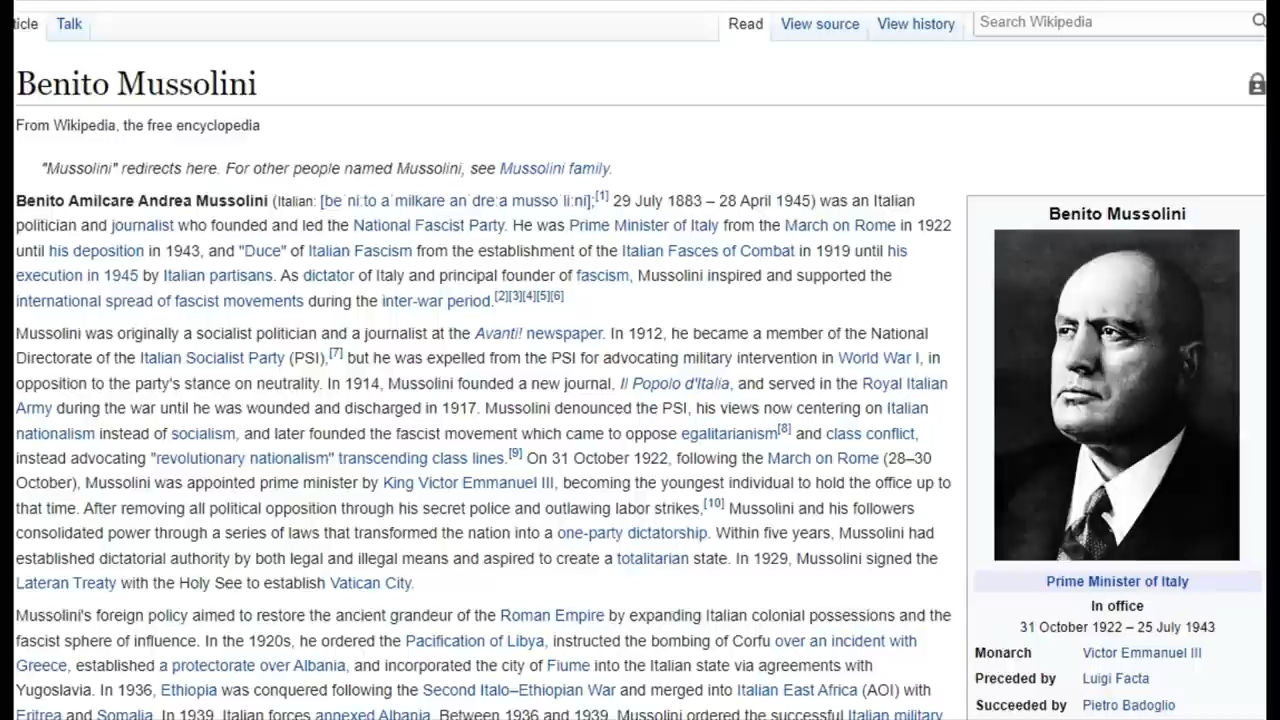 ticle Talk Read View source View history Search Wikipedia
Benito Mussolini
From Wikipedia, the free encyclopedia
"Mussolini" redirects here. For other people named Mussolini, see Mussolini family.
Benito Amilcare Andrea Mussolini (Italian: [beˈniːto aˈmilkare anˈdrɛːa mussoˈliːni];[1] 29 July 1883 – 28 April 1945) was an Italian
politician and journalist who founded and led the National Fascist Party. He was Prime Minister of Italy from the March on Rome in 1922
until his deposition in 1943, and "Duce" of Italian Fascism from the establishment of the Italian Fasces of Combat in 1919 until his
execution in 1945 by Italian partisans. As dictator of Italy and principal founder of fascism, Mussolini inspired and supported the
international spread of fascist movements during the inter-war period.[2][3][4][5][6]
Mussolini was originally a socialist politician and a journalist at the Avanti! newspaper. In 1912, he became a member of the National
Directorate of the Italian Socialist Party (PSI),[7] but he was expelled from the PSI for advocating military intervention in World War I, in
opposition to the party's stance on neutrality. In 1914, Mussolini founded a new journal, Il Popolo d'Italia, and served in the Royal Italian
Army during the war until he was wounded and discharged in 1917. Mussolini denounced the PSI, his views now centering on Italian
nationalism instead of socialism, and later founded the fascist movement which came to oppose egalitarianism[8] and class conflict,
instead advocating "revolutionary nationalism" transcending class lines.[9] On 31 October 1922, following the March on Rome (28–30
October), Mussolini was appointed prime minister by King Victor Emmanuel III, becoming the youngest individual to hold the office up to
that time. After removing all political opposition through his secret police and outlawing labor strikes,[10] Mussolini and his followers
consolidated power through a series of laws that transformed the nation into a one-party dictatorship. Within five years, Mussolini had
established dictatorial authority by both legal and illegal means and aspired to create a totalitarian state. In 1929, Mussolini signed the
Lateran Treaty with the Holy See to establish Vatican City.
Mussolini's foreign policy aimed to restore the ancient grandeur of the Roman Empire by expanding Italian colonial possessions and the
fascist sphere of influence. In the 1920s, he ordered the Pacification of Libya, instructed the bombing of Corfu over an incident with
Greece, established a protectorate over Albania, and incorporated the city of Fiume into the Italian state via agreements with
Yugoslavia. In 1936, Ethiopia was conquered following the Second Italo–Ethiopian War and merged into Italian East Africa (AOI) with
Eritrea and Somalia. In 1939, Italian forces annexed Albania. Between 1936 and 1939, Mussolini ordered the successful Italian military
Benito Mussolini
Prime Minister of Italy
In office
31 October 1922 – 25 July 1943
Monarch Victor Emmanuel III
Preceded by Luigi Facta
Succeeded by Pietro Badoglio